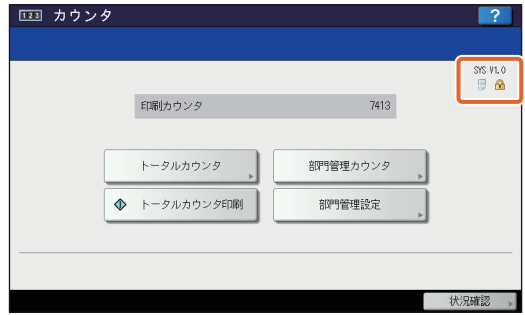 123 カウンタ ?
SYS V1.0
印刷カウンタ 7413
トータルカウンタ 部門管理カウンタ
トータルカウンタ印刷 部門管理設定
状況確認